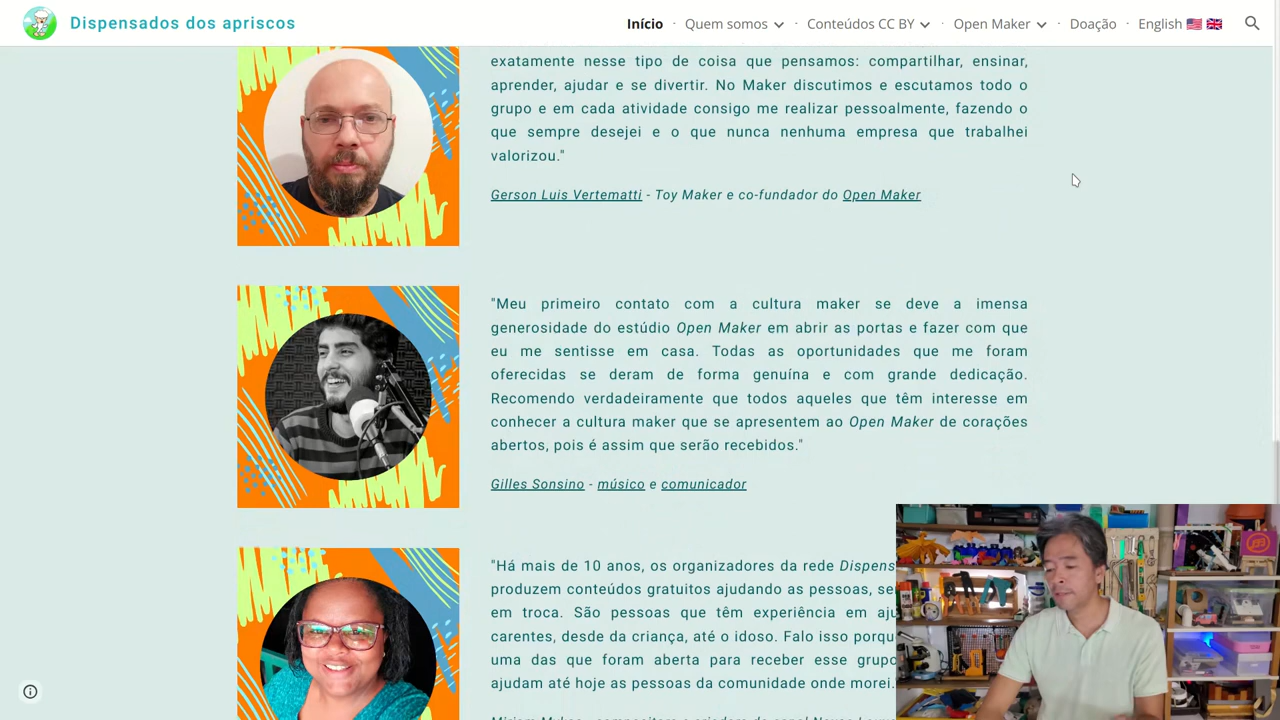 Dispensados dos apriscos
Início · Quem somos · Conteúdos CC BY · Open Maker · Doação · English
exatamente nesse tipo de coisa que pensamos: compartilhar, ensinar,
aprender, ajudar e se divertir. No Maker discutimos e escutamos todo o
grupo e em cada atividade consigo me realizar pessoalmente, fazendo o
que sempre desejei e o que nunca nenhuma empresa que trabalhei
valorizou."
Gerson Luis Vertematti - Toy Maker e co-fundador do Open Maker
"Meu primeiro contato com a cultura maker se deve a imensa
generosidade do estúdio Open Maker em abrir as portas e fazer com que
eu me sentisse em casa. Todas as oportunidades que me foram
oferecidas se deram de forma genuína e com grande dedicação.
Recomendo verdadeiramente que todos aqueles que têm interesse em
conhecer a cultura maker que se apresentem ao Open Maker de corações
abertos, pois é assim que serão recebidos."
Gilles Sonsino - músico e comunicador
"Há mais de 10 anos, os organizadores da rede Dispens
produzem conteúdos gratuitos ajudando as pessoas, se
em troca. São pessoas que têm experiência em aju
carentes, desde da criança, até o idoso. Falo isso porqu
uma das que foram aberta para receber esse grupo
ajudam até hoje as pessoas da comunidade onde morei.